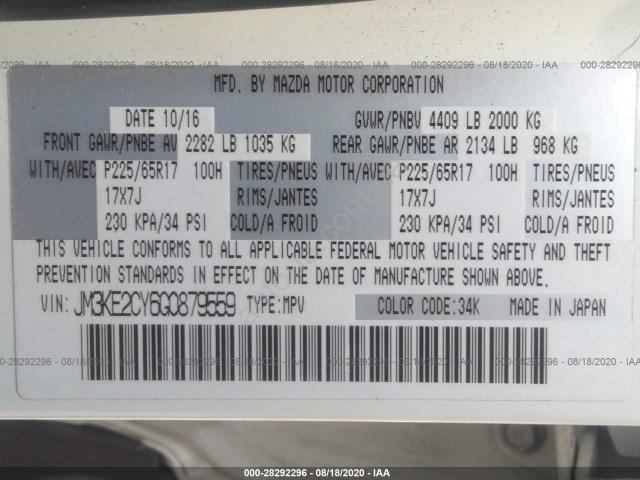 000-28292296 - 08/18/2020 - IAA
MFD. BY MAZDA MOTOR CORPORATION
DATE 10/16 GVWR/PNBV 4409 LB 2000 KG
FRONT GAWR/PNBE AV 2282 LB 1035 KG REAR GAWR/PNBE AR 2134 LB 968 KG
WITH/AVEC P225/65R17 100H TIRES/PNEUS WITH/AVEC P225/65R17 100H TIRES/PNEUS
17X7J RIMS/JANTES 17X7J RIMS/JANTES
230 KPA/34 PSI COLD/A FROID 230 KPA/34 PSI COLD/A FROID
THIS VEHICLE CONFORMS TO ALL APPLICABLE FEDERAL MOTOR VEHICLE SAFETY AND THEFT
PREVENTION STANDARDS IN EFFECT ON THE DATE OF MANUFACTURE SHOWN ABOVE.
VIN: JM3KE2CY6G0879559 TYPE:MPV COLOR CODE:34K MADE IN JAPAN
000-28292296 - 08/18/2020 - IAA